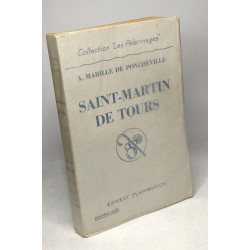 Collection "Les Pèlerinages"
A. MABILLE DE PONCHEVILLE
SAINT-MARTIN
DE TOURS
ERNEST FLAMMARION